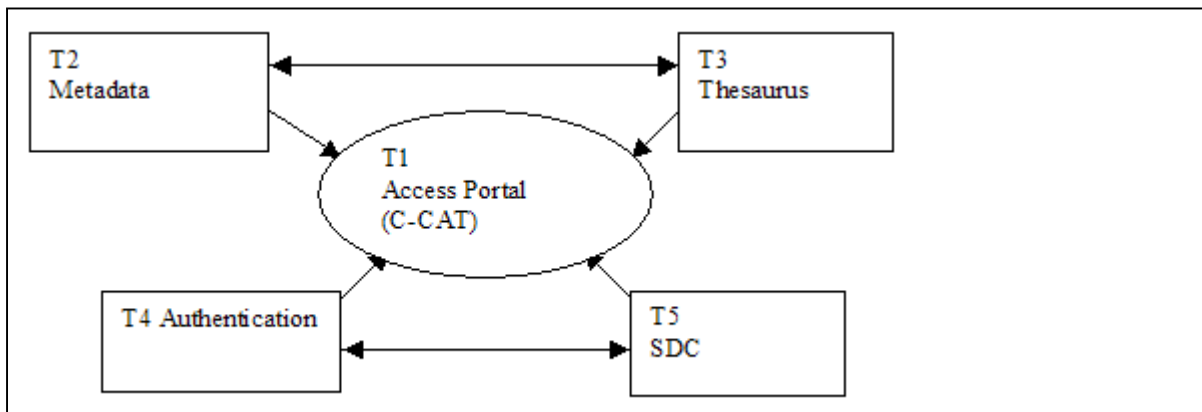 T2
Metadata
T3
Thesaurus
T1
Access Portal
(C-CAT)
T4 Authentication
T5
SDC